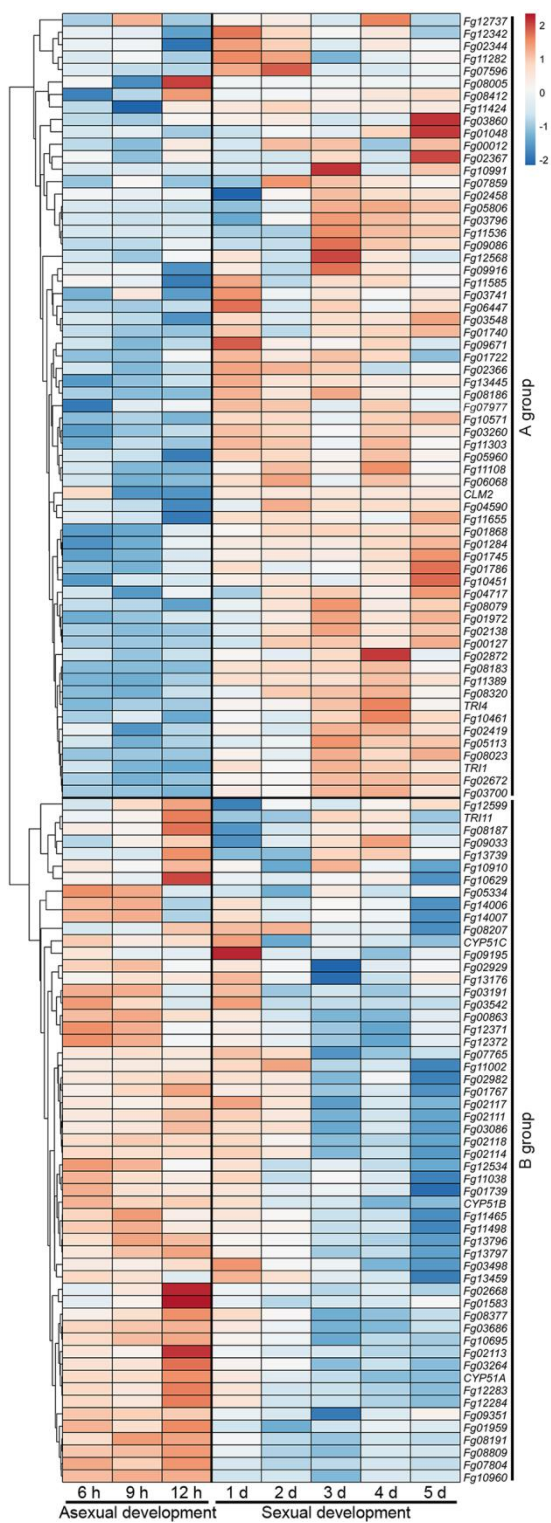 Fg12737
Fg12342
Fg02344
Fg11282
Fg07596
Fg08005
Fg08412
Fg11424
Fg03860
Fg01048
Fg00012
Fg02367
Fg10991
Fg07859
Fg02458
Fg05806
Fg03796
Fg11536
Fg09086
Fg12568
Fg09916
Fg11585
Fg03741
Fg06447
Fg03548
Fg01740
Fg09671
Fg01722
Fg02366
Fg13445
Fg08186
Fg07977
Fg10571
Fg03260
Fg11303
Fg05960
Fg11108
Fg06068
CLM2
Fg04590
Fg11655
Fg01868
Fg01284
Fg01745
Fg01786
Fg10451
Fg04717
Fg08079
Fg01972
Fg02138
Fg00127
Fg02872
Fg08183
Fg11389
Fg08320
TRI4
Fg10461
Fg02419
Fg05113
Fg08023
TRI1
Fg02672
Fg03700
Fg12599
TRI11
Fg08187
Fg09033
Fg13739
Fg10910
Fg10629
Fg05334
Fg14006
Fg14007
Fg08207
CYP51C
Fg09195
Fg02929
Fg13176
Fg03191
Fg03542
Fg00863
Fg12371
Fg12372
Fg07765
Fg11002
Fg02982
Fg01767
Fg02117
Fg02111
Fg03086
Fg02118
Fg02114
Fg12534
Fg11038
Fg01739
CYP51B
Fg11465
Fg11498
Fg13796
Fg13797
Fg03498
Fg13459
Fg02668
Fg01583
Fg08377
Fg03686
Fg10695
Fg02113
Fg03264
CYP51A
Fg12283
Fg12284
Fg09351
Fg01959
Fg08191
Fg08809
Fg07804
Fg10960
A group
B group
2
1
0
-1
-2
6 h 9 h 12 h 1 d 2 d 3 d 4 d 5 d
Asexual development Sexual development